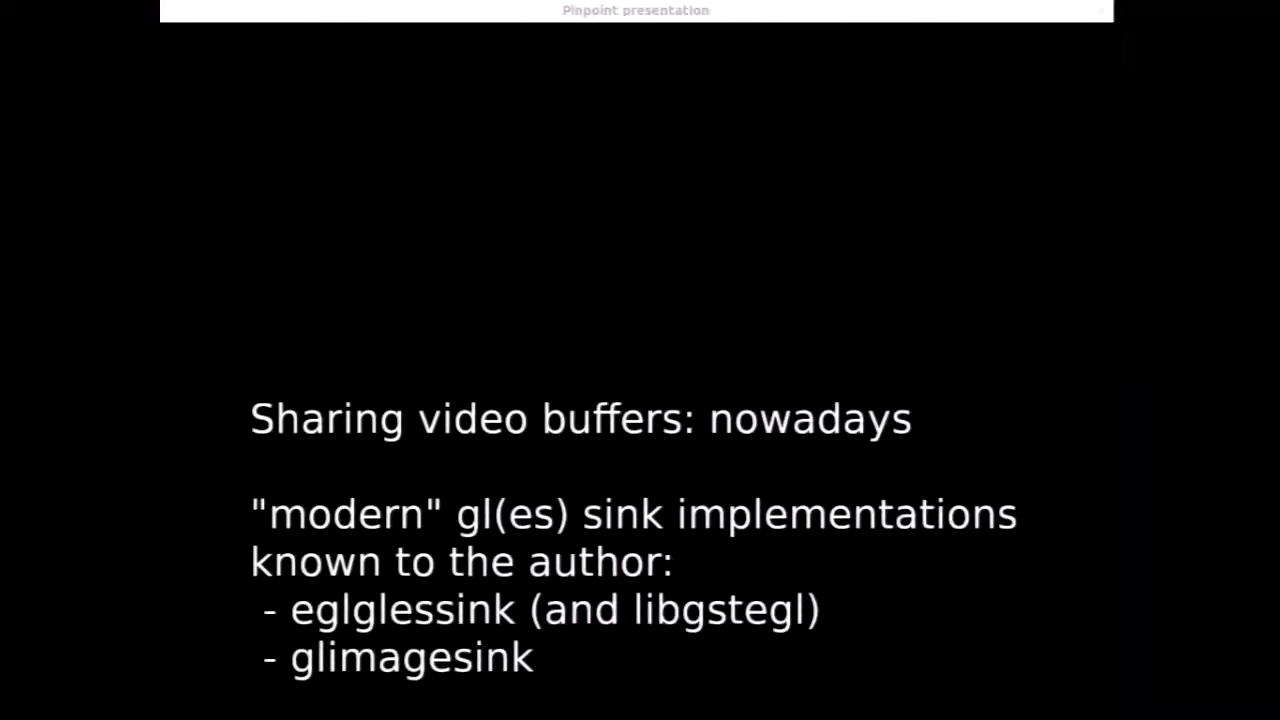 Pinpoint presentation
Sharing video buffers: nowadays
"modern" gl(es) sink implementations
known to the author:
- eglglessink (and libgstegl)
- glimagesink